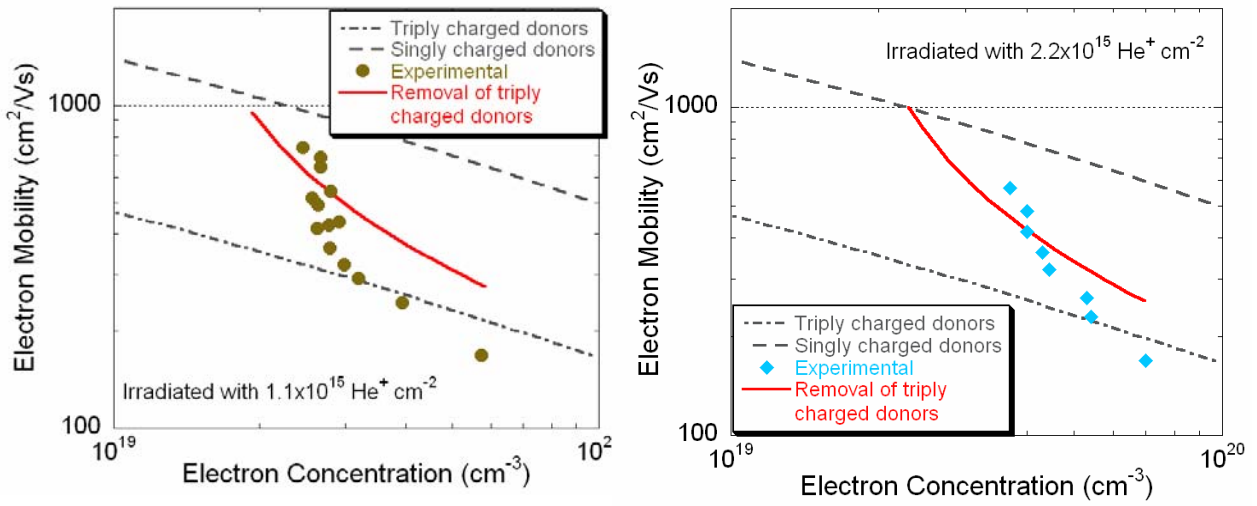 Triply charged donors
Singly charged donors
Experimental
Removal of triply
charged donors
1000
100
Electron Mobility (cm²/Vs)
Irradiated with 1.1x10¹⁵ He⁺ cm⁻²
10¹⁹
10²
Electron Concentration (cm⁻³)
Irradiated with 2.2x10¹⁵ He⁺ cm⁻²
1000
100
Electron Mobility (cm²/Vs)
Triply charged donors
Singly charged donors
Experimental
Removal of triply
charged donors
10¹⁹
10²⁰
Electron Concentration (cm⁻³)